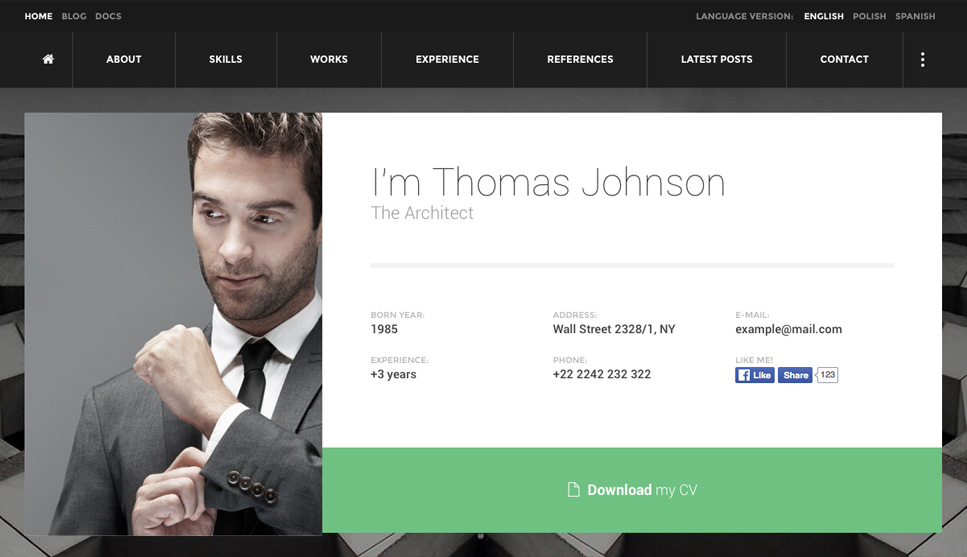 HOME BLOG DOCS LANGUAGE VERSION: ENGLISH POLISH SPANISH
ABOUT SKILLS WORKS EXPERIENCE REFERENCES LATEST POSTS CONTACT
I'm Thomas Johnson
The Architect
BORN YEAR: ADDRESS: E-MAIL:
1985 Wall Street 2328/1, NY example@mail.com
EXPERIENCE: PHONE: LIKE ME!
+3 years +22 2242 232 322 f Like Share 123
Download my CV